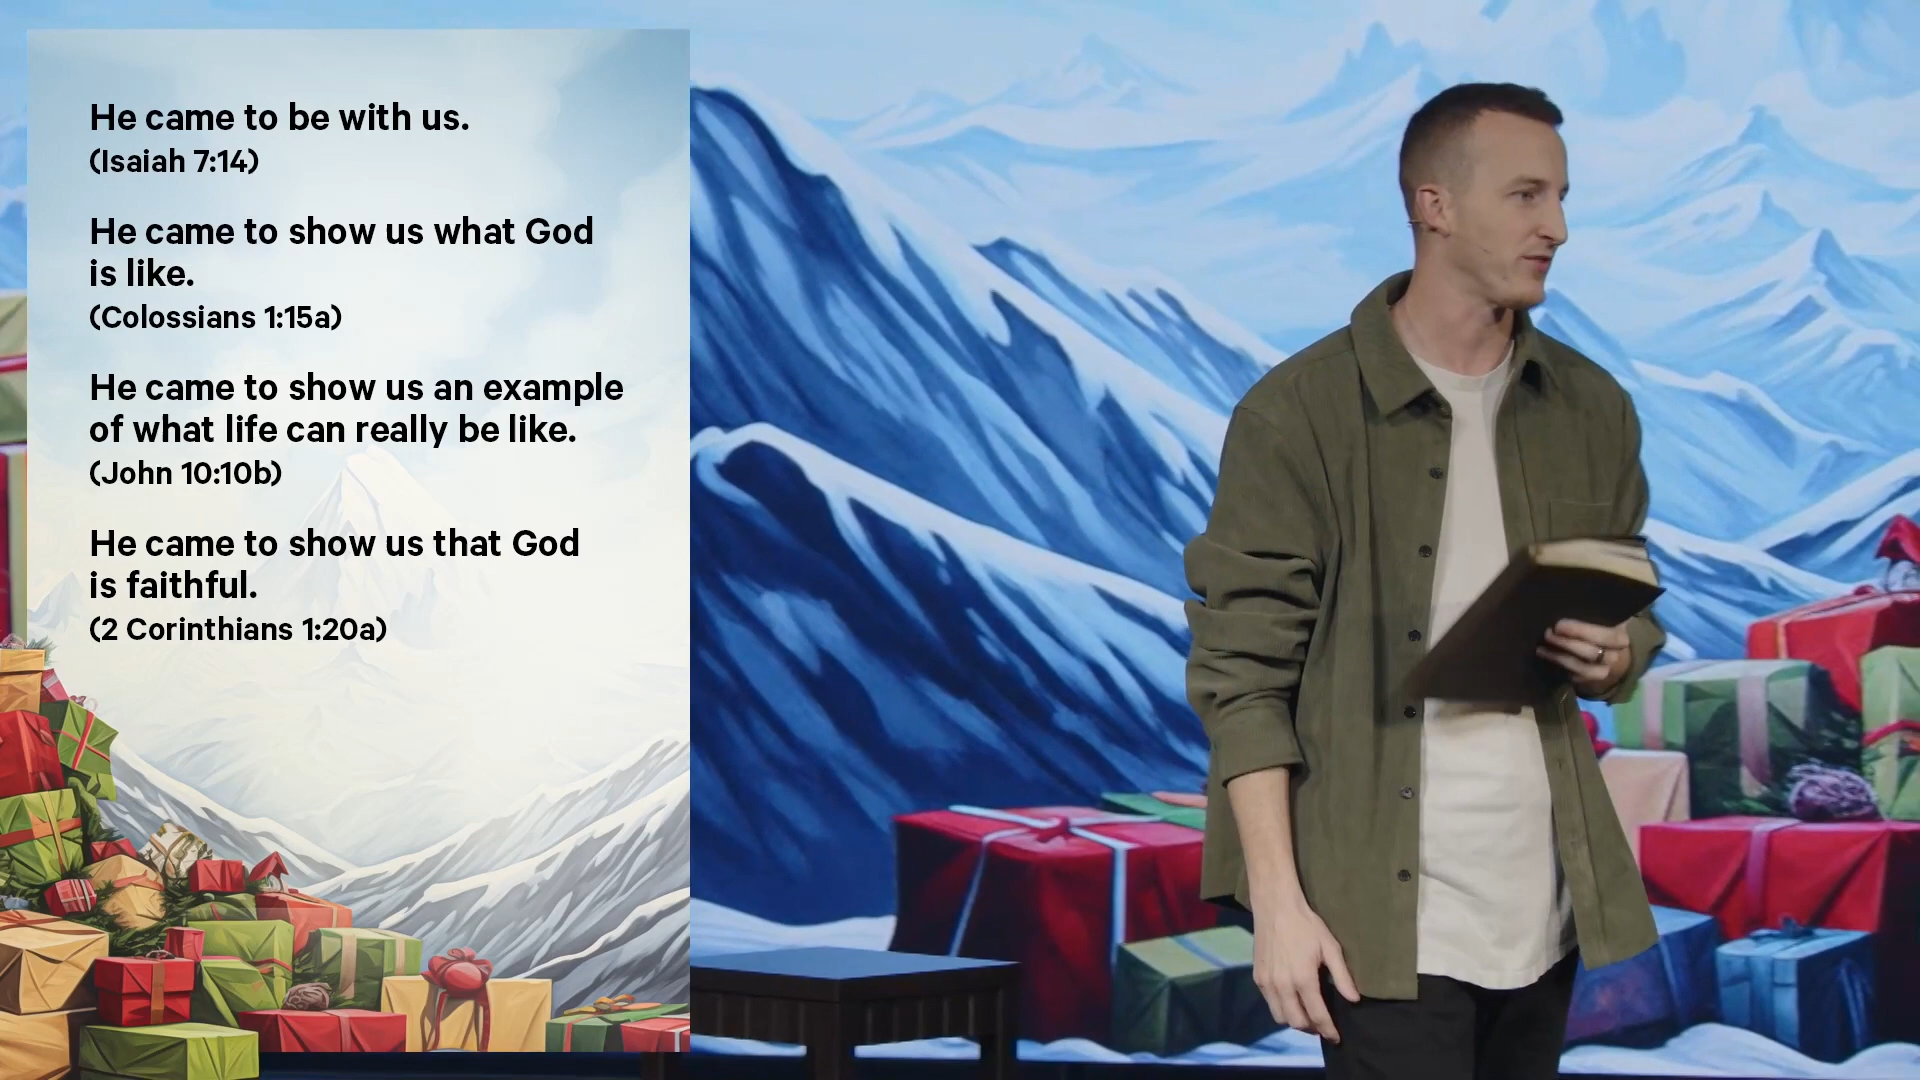 He came to be with us.
(Isaiah 7:14)
He came to show us what God
is like.
(Colossians 1:15a)
He came to show us an example
of what life can really be like.
(John 10:10b)
He came to show us that God
is faithful.
(2 Corinthians 1:20a)